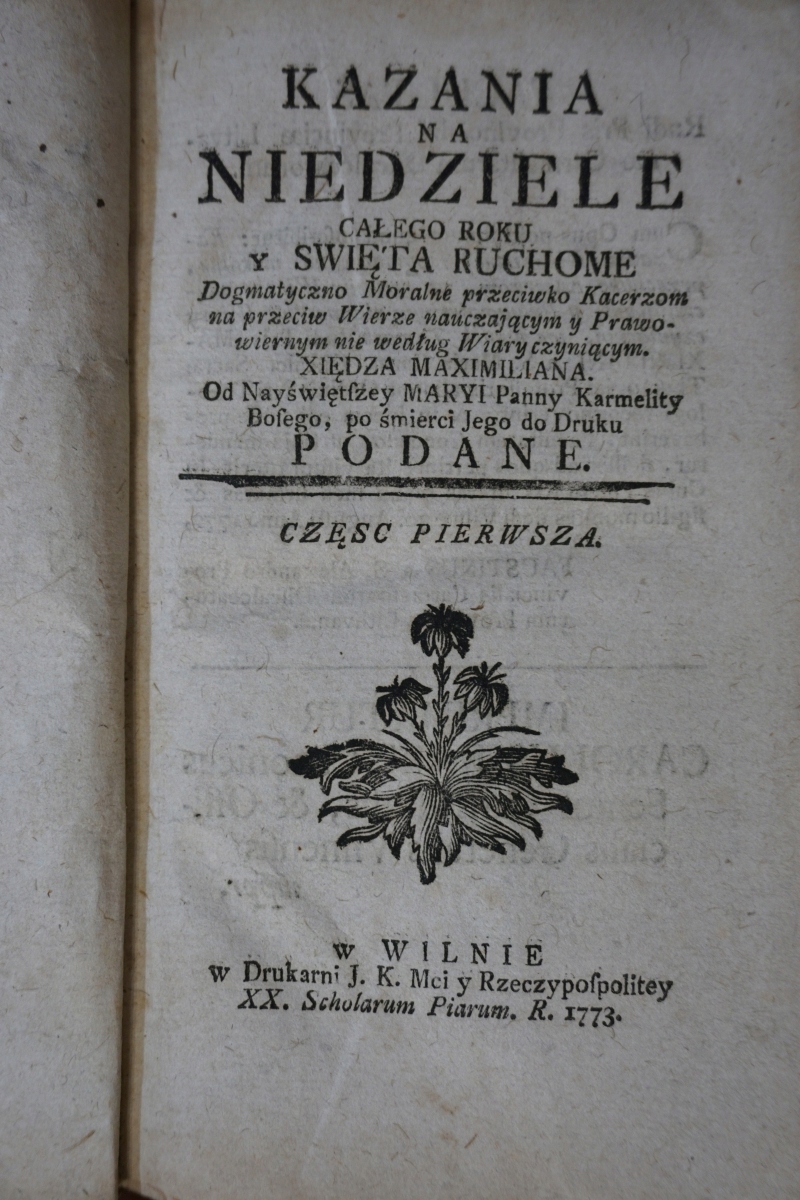 KAZANIA
NA
NIEDZIELE
CAŁEGO ROKU
Y SWIĘTA RUCHOME
Dogmatyczno Moralne przeciwko Kacerzom
na przeciw Wierze nauczającym y Prawo-
wiernym nie według Wiary czyniącym.
XIĘDZA MAXIMILIANA.
Od Nayświętſzey MARYI Panny Karmelity
Boſego, po śmierci Jego do Druku
PODANE.
CZĘSC PIERWSZA.
W WILNIE
W Drukarni J. K. Mci y Rzeczypoſpolitey
XX. Scholarum Piarum. R. 1773.